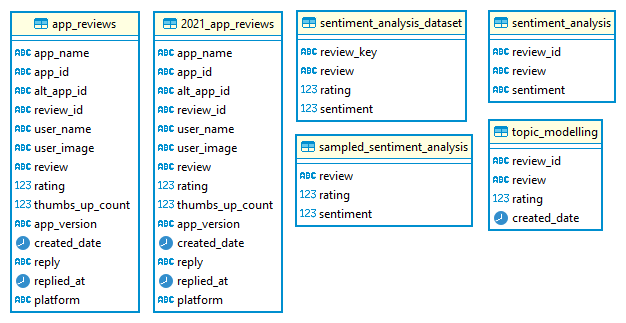 app_reviews
ABC app_name
ABC app_id
ABC alt_app_id
ABC review_id
ABC user_name
ABC user_image
ABC review
123 rating
123 thumbs_up_count
ABC app_version
created_date
ABC reply
replied_at
ABC platform
2021_app_reviews
ABC app_name
ABC app_id
ABC alt_app_id
ABC review_id
ABC user_name
ABC user_image
ABC review
123 rating
123 thumbs_up_count
ABC app_version
created_date
ABC reply
replied_at
ABC platform
sentiment_analysis_dataset
ABC review_key
ABC review
123 rating
123 sentiment
sampled_sentiment_analysis
ABC review
123 rating
123 sentiment
sentiment_analysis
ABC review_id
ABC review
ABC sentiment
topic_modelling
ABC review_id
ABC review
123 rating
created_date